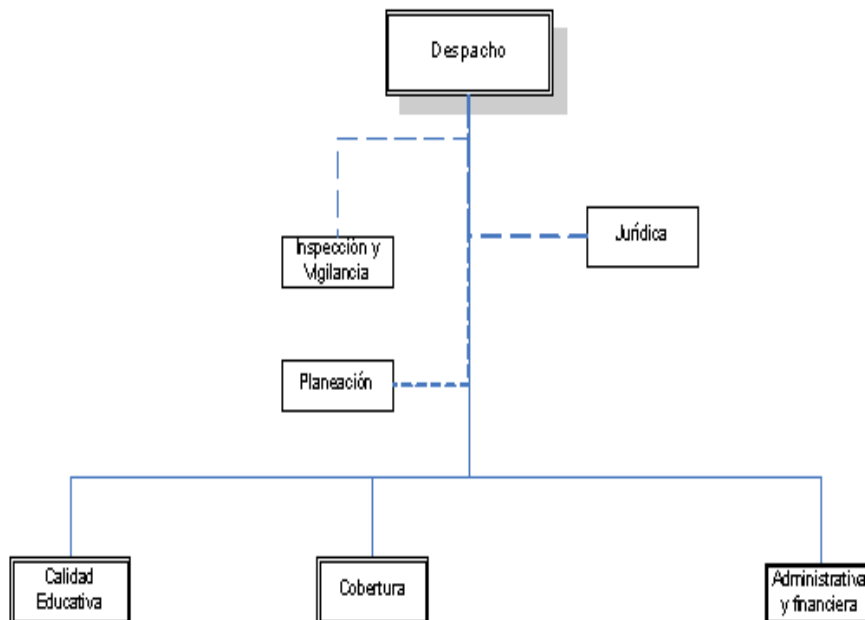 Despacho
Inspección y
Vigilancia
Jurídica
Planeación
Calidad
Educativa
Cobertura
Administrativa
y financiera